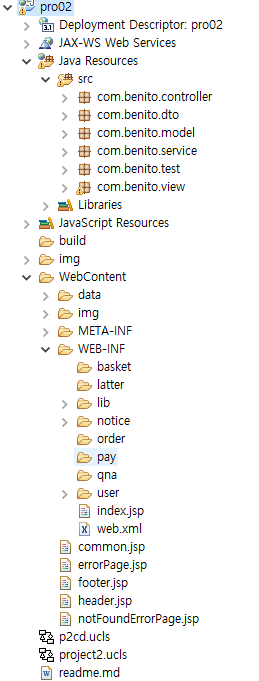 pro02
Deployment Descriptor: pro02
JAX-WS Web Services
Java Resources
src
com.benito.controller
com.benito.dto
com.benito.model
com.benito.service
com.benito.test
com.benito.view
Libraries
JavaScript Resources
build
img
WebContent
data
img
META-INF
WEB-INF
basket
latter
lib
notice
order
pay
qna
user
index.jsp
web.xml
common.jsp
errorPage.jsp
footer.jsp
header.jsp
notFoundErrorPage.jsp
p2cd.ucls
project2.ucls
readme.md